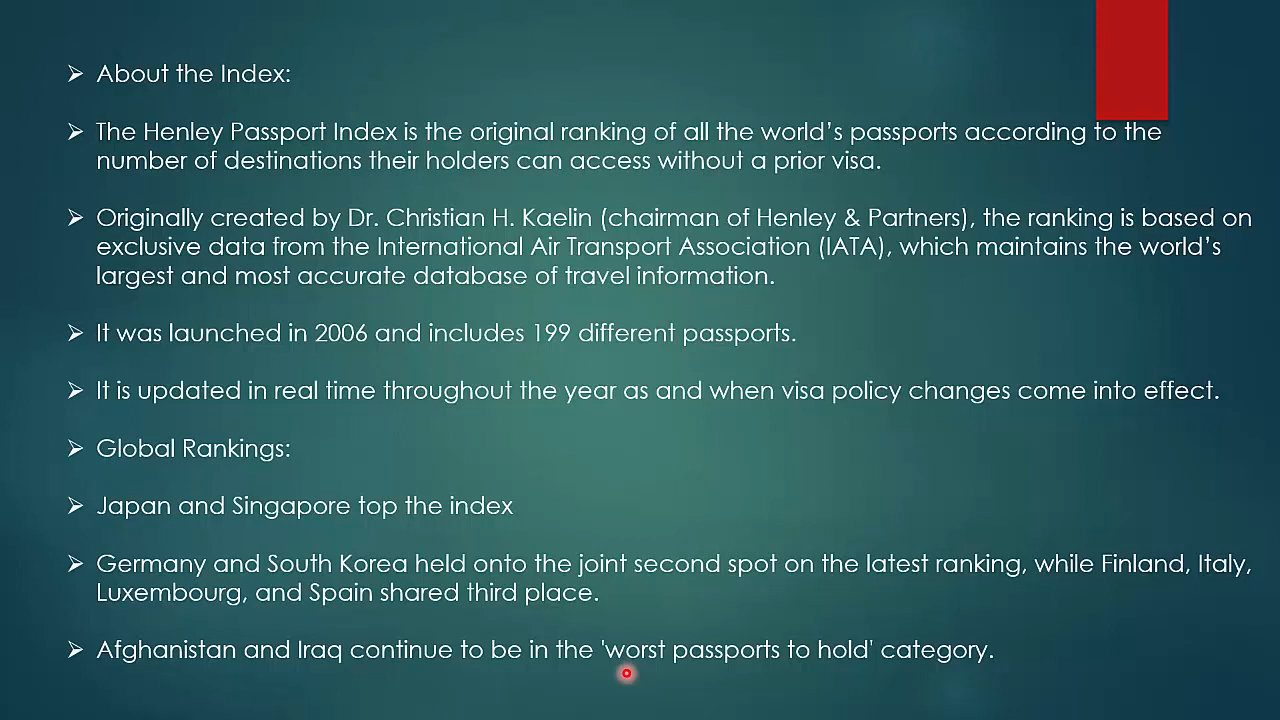 About the Index:
The Henley Passport Index is the original ranking of all the world’s passports according to the
number of destinations their holders can access without a prior visa.
Originally created by Dr. Christian H. Kaelin (chairman of Henley & Partners), the ranking is based on
exclusive data from the International Air Transport Association (IATA), which maintains the world’s
largest and most accurate database of travel information.
It was launched in 2006 and includes 199 different passports.
It is updated in real time throughout the year as and when visa policy changes come into effect.
Global Rankings:
Japan and Singapore top the index
Germany and South Korea held onto the joint second spot on the latest ranking, while Finland, Italy,
Luxembourg, and Spain shared third place.
Afghanistan and Iraq continue to be in the 'worst passports to hold' category.